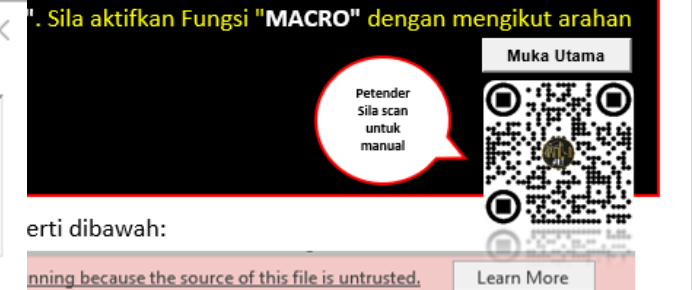 ". Sila aktifkan Fungsi "MACRO" dengan mengikut arahan
Muka Utama
Petender
Sila scan
untuk
manual
erti dibawah:
nning because the source of this file is untrusted.
Learn More